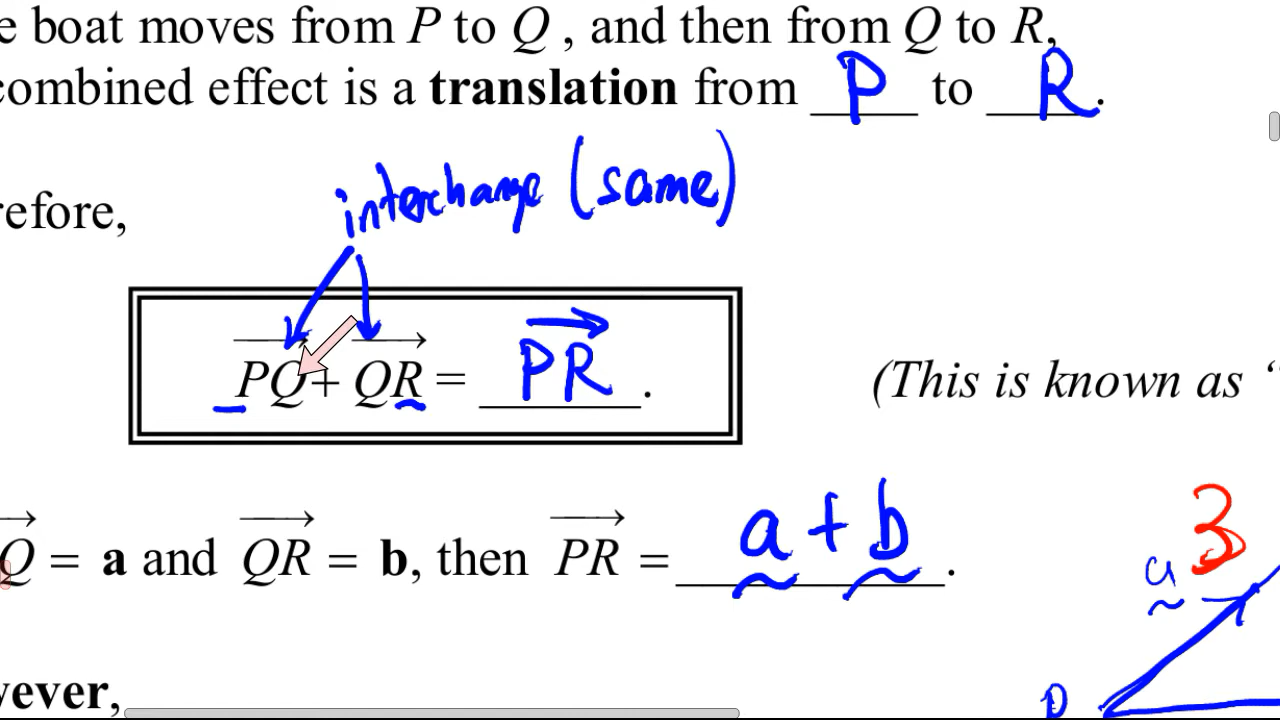 e boat moves from P to Q , and then from Q to R,
combined effect is a translation from P to R.
interchange (same)
refore,
PQ + QR = PR.
(This is known as “
Q = a and QR = b, then PR = a + b.
3
a
wever,
P